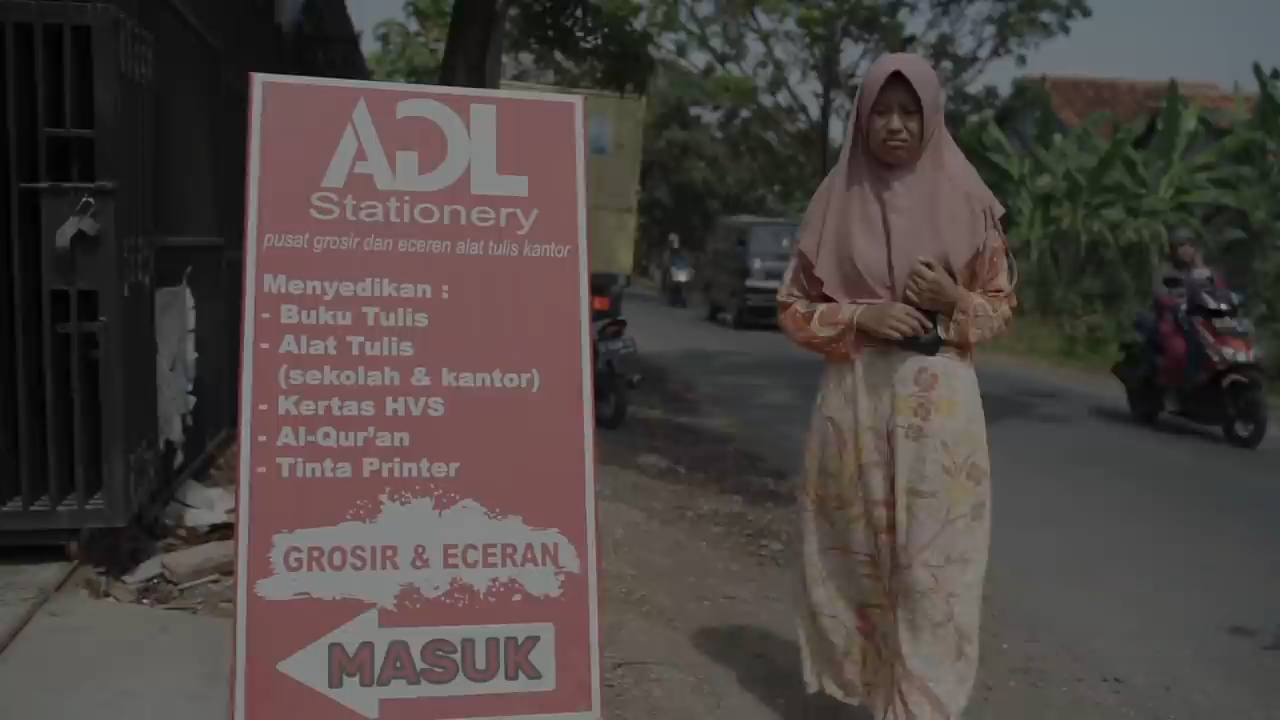 ADL
Stationery
pusat grosir dan eceren alat tulis kantor
Menyedikan :
- Buku Tulis
- Alat Tulis
(sekolah & kantor)
- Kertas HVS
- Al-Qur'an
- Tinta Printer
GROSIR & ECERAN
MASUK